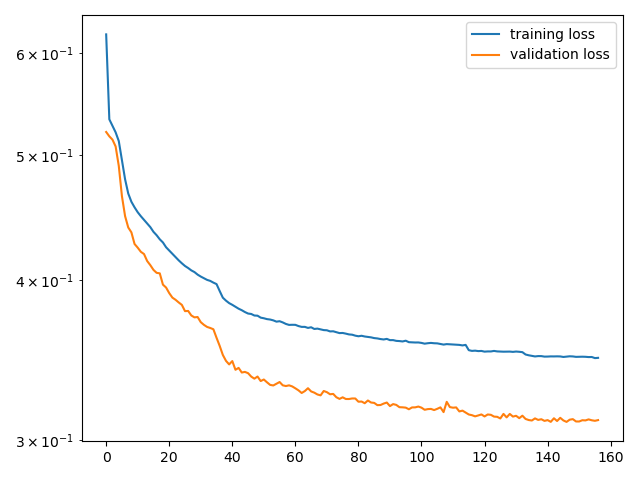 training loss
validation loss
6 × 10⁻¹
5 × 10⁻¹
4 × 10⁻¹
3 × 10⁻¹
0 20 40 60 80 100 120 140 160